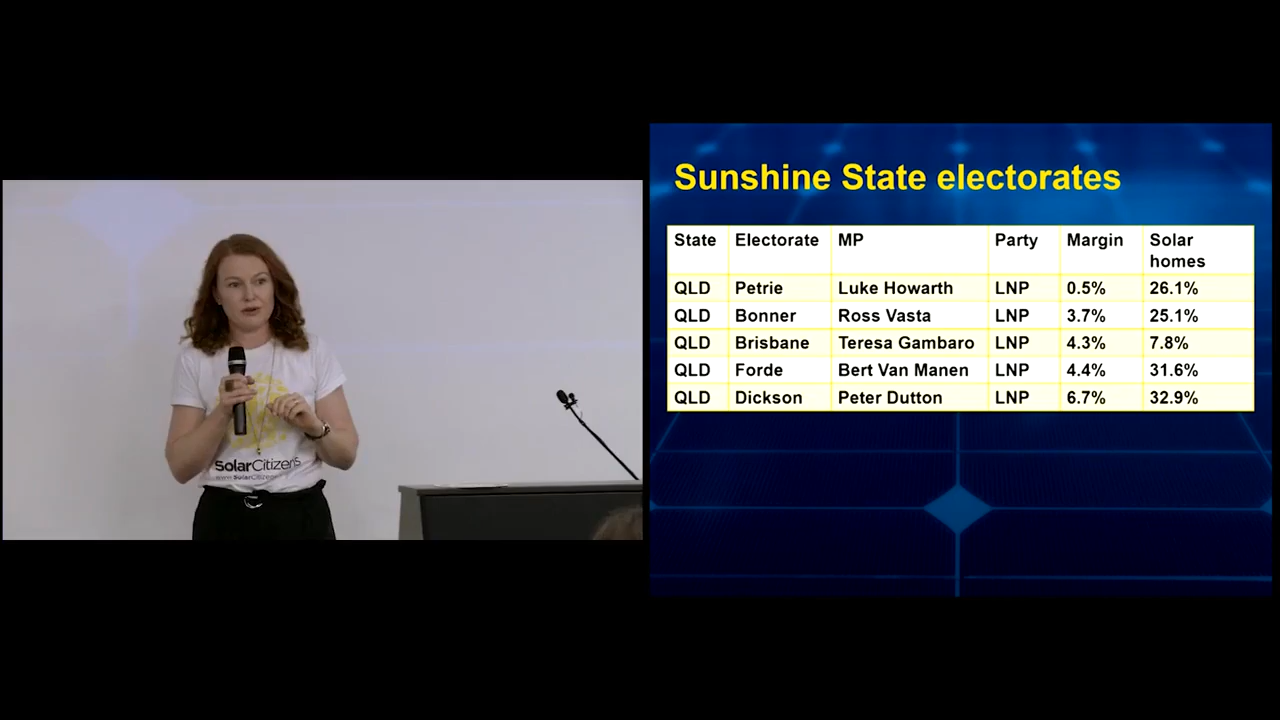 SolarCitizens
Sunshine State electorates
State Electorate MP Party Margin Solar homes
QLD Petrie Luke Howarth LNP 0.5% 26.1%
QLD Bonner Ross Vasta LNP 3.7% 25.1%
QLD Brisbane Teresa Gambaro LNP 4.3% 7.8%
QLD Forde Bert Van Manen LNP 4.4% 31.6%
QLD Dickson Peter Dutton LNP 6.7% 32.9%